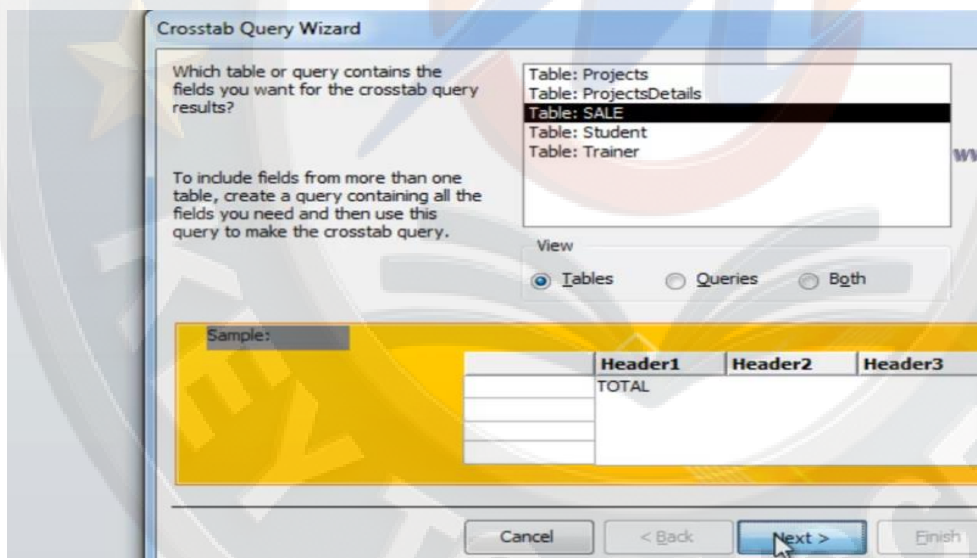 Crosstab Query Wizard
Which table or query contains the
fields you want for the crosstab query
results?
To include fields from more than one
table, create a query containing all the
fields you need and then use this
query to make the crosstab query.
Table: Projects
Table: ProjectsDetails
Table: SALE
Table: Student
Table: Trainer
View
Tables Queries Both
Sample:
Header1 Header2 Header3
TOTAL
Cancel < Back Next > Finish